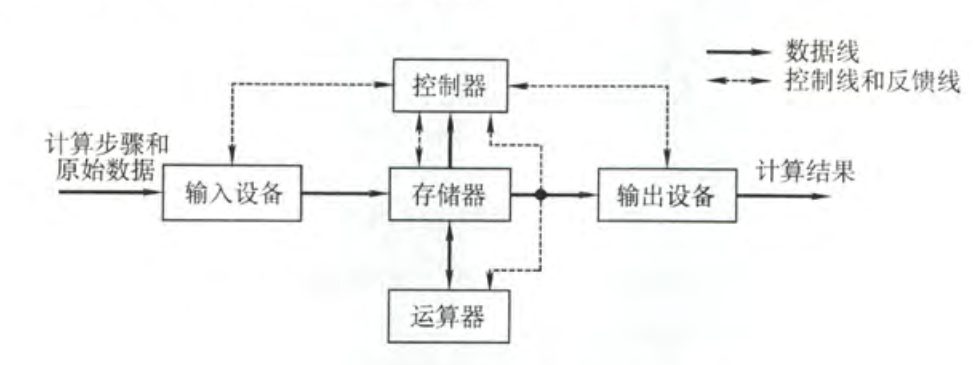 数据线
控制线和反馈线
控制器
计算步骤和
原始数据
输入设备
存储器
输出设备
计算结果
运算器